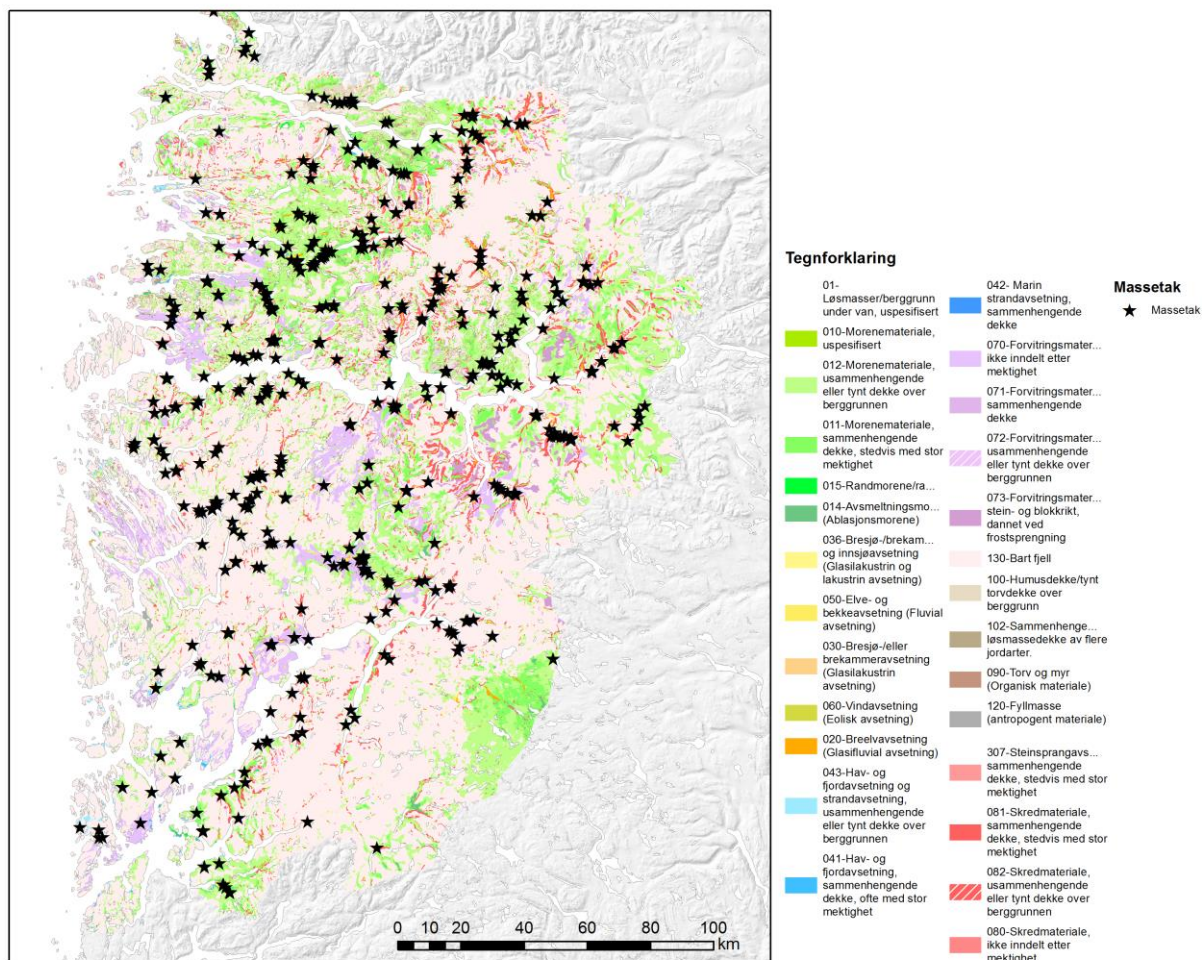 Tegnforklaring
01-
Løsmasser/berggrunn
under van, uspesifisert
010-Morenemateriale,
uspesifisert
012-Morenemateriale,
usammenhengende
eller tynt dekke over
berggrunnen
011-Morenemateriale,
sammenhengende
dekke, stedvis med stor
mektighet
015-Randmorene/ra...
014-Avsmeltningsmo...
(Ablasjonsmorene)
036-Bresjø-/brekam...
og innsjøavsetning
(Glasilakustrin og
lakustrin avsetning)
050-Elve- og
bekkeavsetning (Fluvial
avsetning)
030-Bresjø-/eller
brekammeravsetning
(Glasilakustrin
avsetning)
060-Vindavsetning
(Eolisk avsetning)
020-Breelvavsetning
(Glasifluvial avsetning)
043-Hav- og
fjordavsetning og
strandavsetning,
usammenhengende
eller tynt dekke over
berggrunnen
041-Hav- og
fjordavsetning,
sammenhengende
dekke, ofte med stor
mektighet
042- Marin
strandavsetning,
sammenhengende
dekke
070-Forvitringsmater...
ikke inndelt etter
mektighet
071-Forvitringsmater...
sammenhengende
dekke
072-Forvitringsmater...
usammenhengende
eller tynt dekke over
berggrunnen
073-Forvitringsmater...
stein- og blokkrikt,
dannet ved
frostsprengning
130-Bart fjell
100-Humusdekke/tynt
torvdekke over
berggrunn
102-Sammenhenge...
løsmassedekke av flere
jordarter.
090-Torv og myr
(Organisk materiale)
120-Fyllmasse
(antropogent materiale)
307-Steinsprangavs...
sammenhengende
dekke, stedvis med stor
mektighet
081-Skredmateriale,
sammenhengende
dekke, stedvis med stor
mektighet
082-Skredmateriale,
usammenhengende
eller tynt dekke over
berggrunnen
080-Skredmateriale,
ikke inndelt etter
mektighet
Massetak
Massetak
0 10 20 40 60 80 100
km